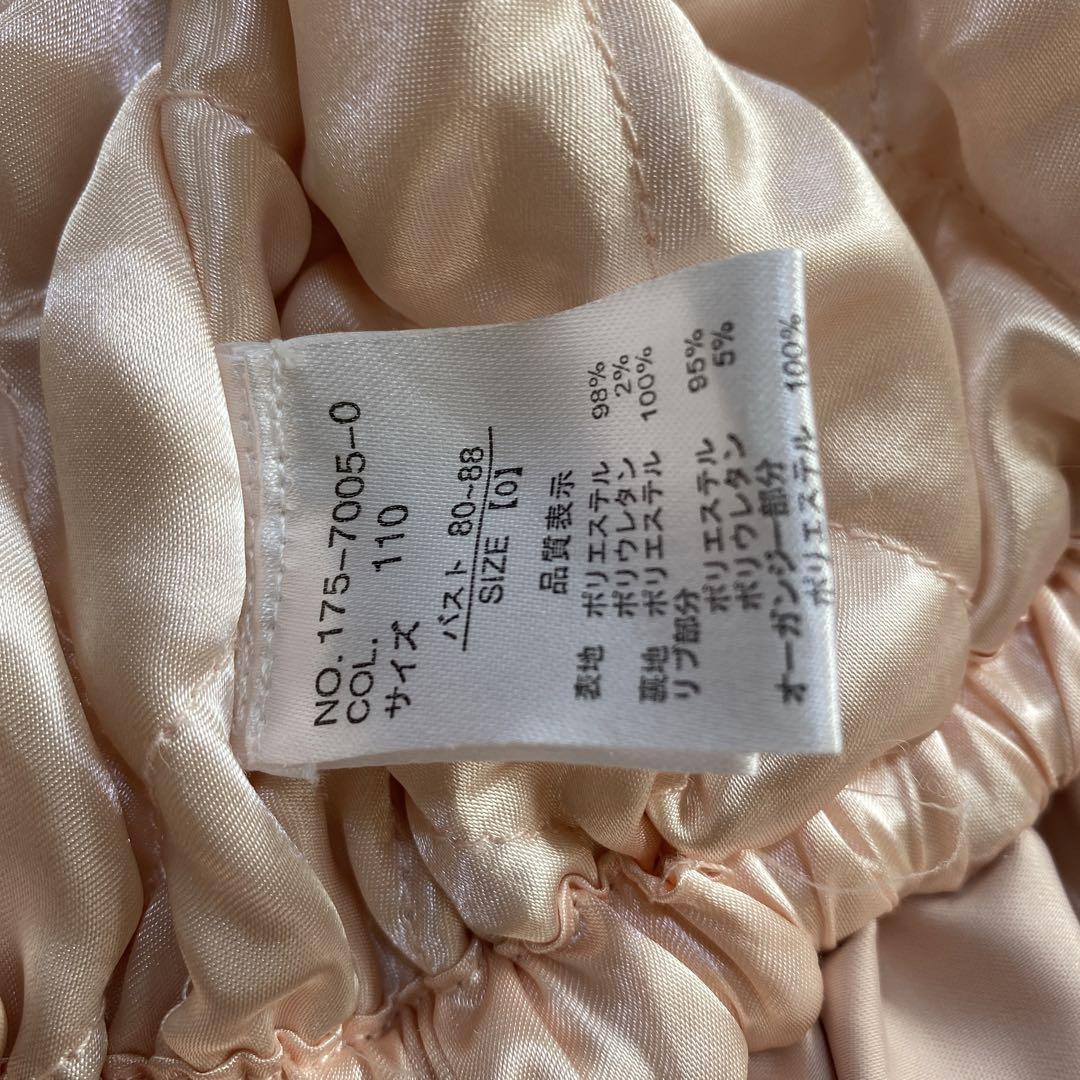 NO. 175-7005-0
COL. 110
サイズ
バスト 80~88
SIZE 【0】
品質表示
表地 ポリエステル 98%
ポリウレタン 2%
裏地 ポリエステル 100%
リブ部分
ポリエステル 95%
ポリウレタン 5%
オーガンジー部分
ポリエステル 100%